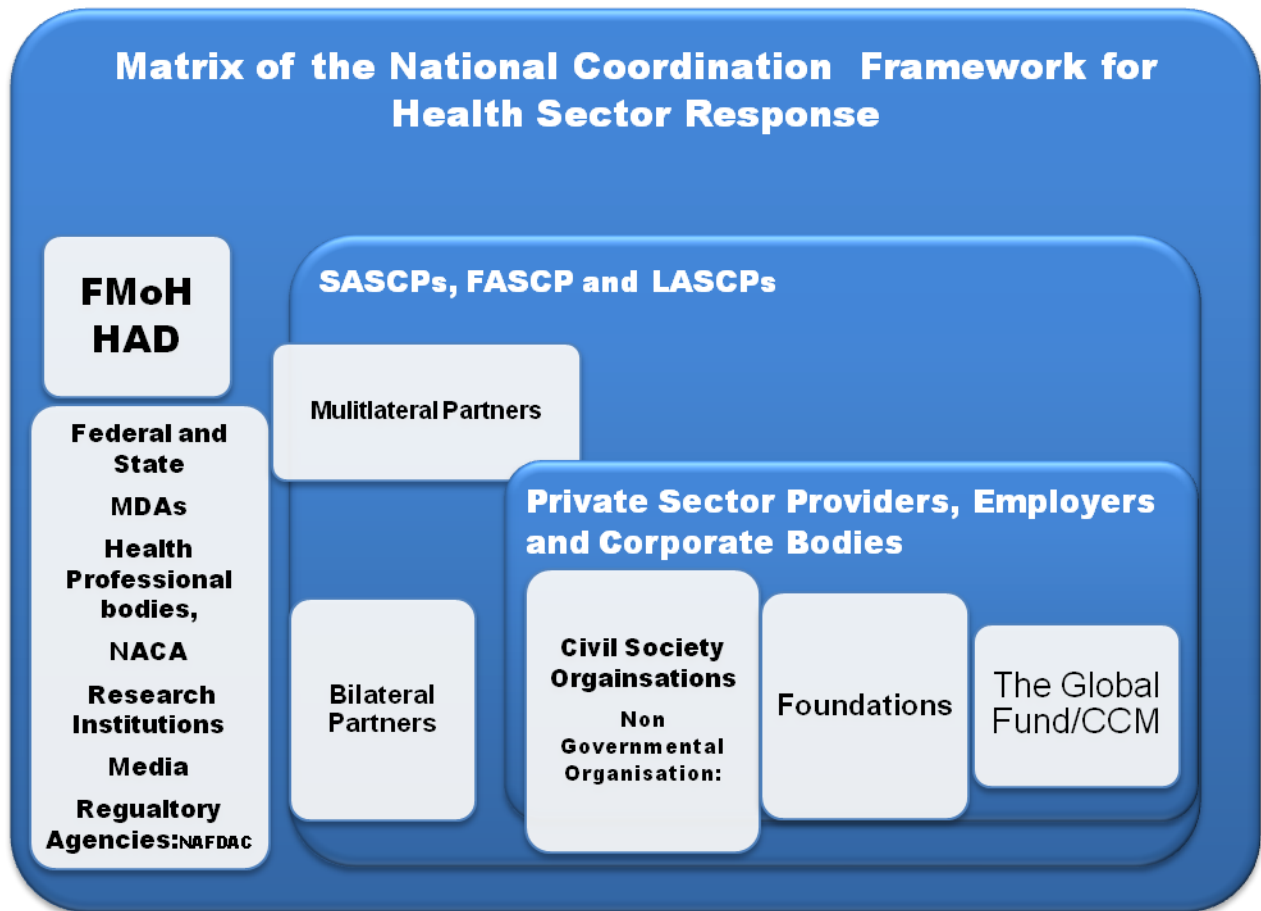 Matrix of the National Coordination Framework for
Health Sector Response
FMoH
HAD
Federal and
State
MDAs
Health
Professional
bodies,
NACA
Research
Institutions
Media
Regualtory
Agencies:NAFDAC
SASCPs, FASCP and LASCPs
Mulitlateral Partners
Bilateral
Partners
Private Sector Providers, Employers
and Corporate Bodies
Civil Society
Orgainsations
Non
Governmental
Organisation:
Foundations
The Global
Fund/CCM